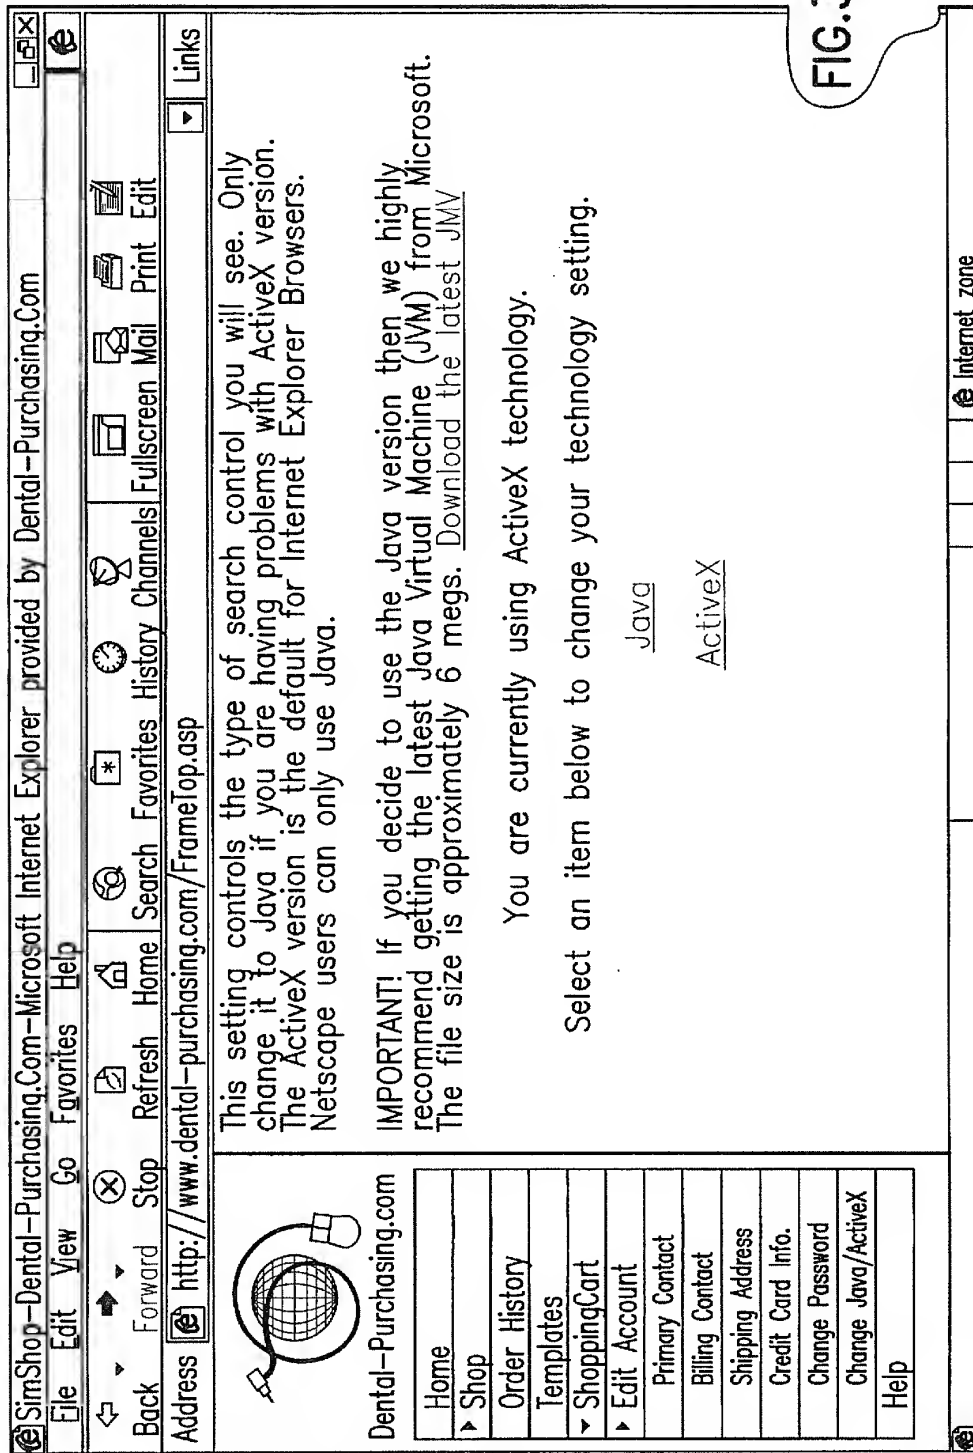 SimShop-Dental-Purchasing.Com-Microsoft Internet Explorer provided by Dental-Purchasing.Com
File Edit View Go Favorites Help
Back Forward Stop Refresh Home Search Favorites History Channels Fullscreen Mail Print Edit
Address http://www.dental-purchasing.com/FrameTop.asp Links
Dental-Purchasing.com
Home
Shop
Order History
Templates
ShoppingCart
Edit Account
Primary Contact
Billing Contact
Shipping Address
Credit Card Info.
Change Password
Change Java/ActiveX
Help
This setting controls the type of search control you will see. Only
change it to Java if you are having problems with ActiveX version.
The ActiveX version is the default for Internet Explorer Browsers.
Netscape users can only use Java.
IMPORTANT! If you decide to use the Java version then we highly
recommend getting the latest Java Virtual Machine (JVM) from Microsoft.
The file size is approximately 6 megs. Download the latest JMV
You are currently using ActiveX technology.
Select an item below to change your technology setting.
Java
ActiveX
Internet zone
FIG.